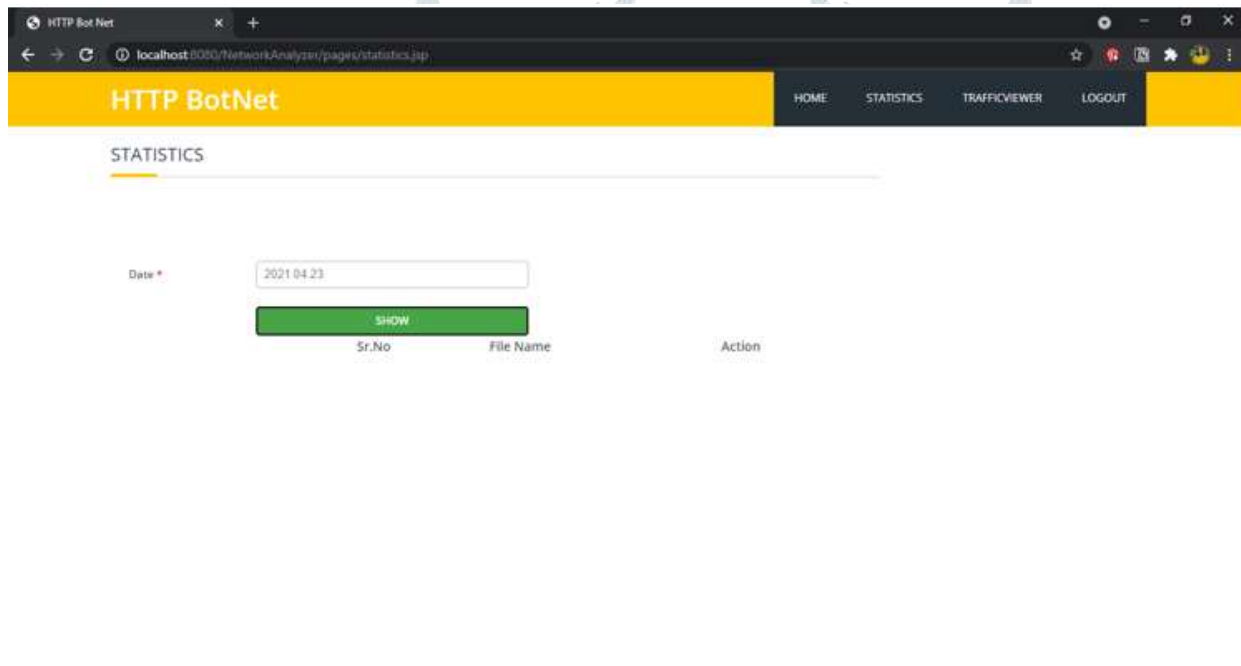 HTTP Bot Net
localhost:8080/NetworkAnalyzer/pages/statistics.jsp
HTTP BotNet
HOME STATISTICS TRAFFICVIEWER LOGOUT
STATISTICS
Date *
2021 04 23
SHOW
Sr.No File Name Action